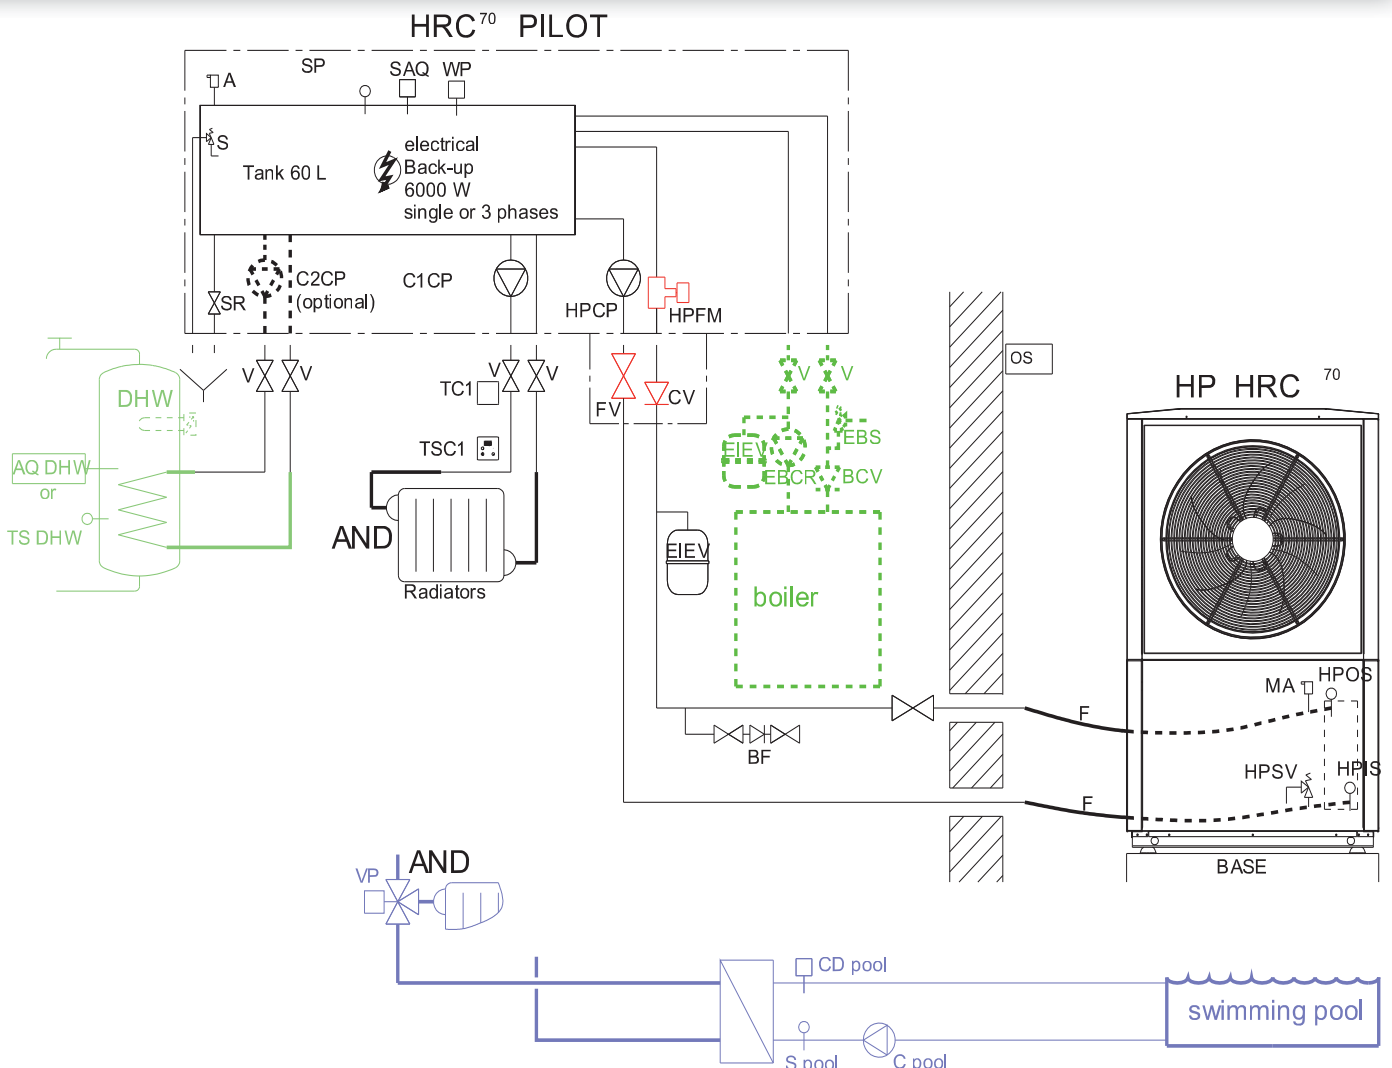 HRC 70 PILOT
SP
SAQ
WP
A
S
Tank 60 L
electrical
Back-up
6000 W
single or 3 phases
C2CP
(optional)
C1CP
SR
HPCP
HPFM
OS
HP HRC 70
V
V
V
V
V
V
TC1
FV
CV
DHW
TSC1
EIEV
EBS
EBCR
BCV
AQ DHW
or
TS DHW
AND
Radiators
EIEV
boiler
MA
HPOS
F
BF
HPSV
HPIS
F
BASE
AND
VP
CD pool
swimming pool
S pool
C pool